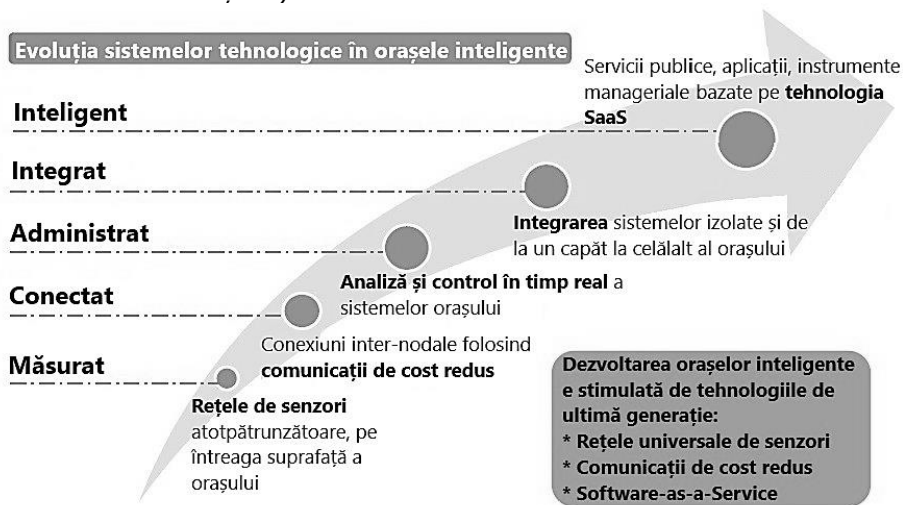 Evoluția sistemelor tehnologice în orașele inteligente
Servicii publice, aplicații, instrumente
manageriale bazate pe tehnologia
SaaS
Inteligent
Integrat
Integrarea sistemelor izolate și de
la un capăt la celălalt al orașului
Administrat
Analiză și control în timp real a
sistemelor orașului
Conectat
Conexiuni inter-nodale folosind
comunicații de cost redus
Măsurat
Rețele de senzori
atotpătrunzătoare, pe
întreaga suprafață a
orașului
Dezvoltarea orașelor inteligente
e stimulată de tehnologiile de
ultimă generație:
* Rețele universale de senzori
* Comunicații de cost redus
* Software-as-a-Service